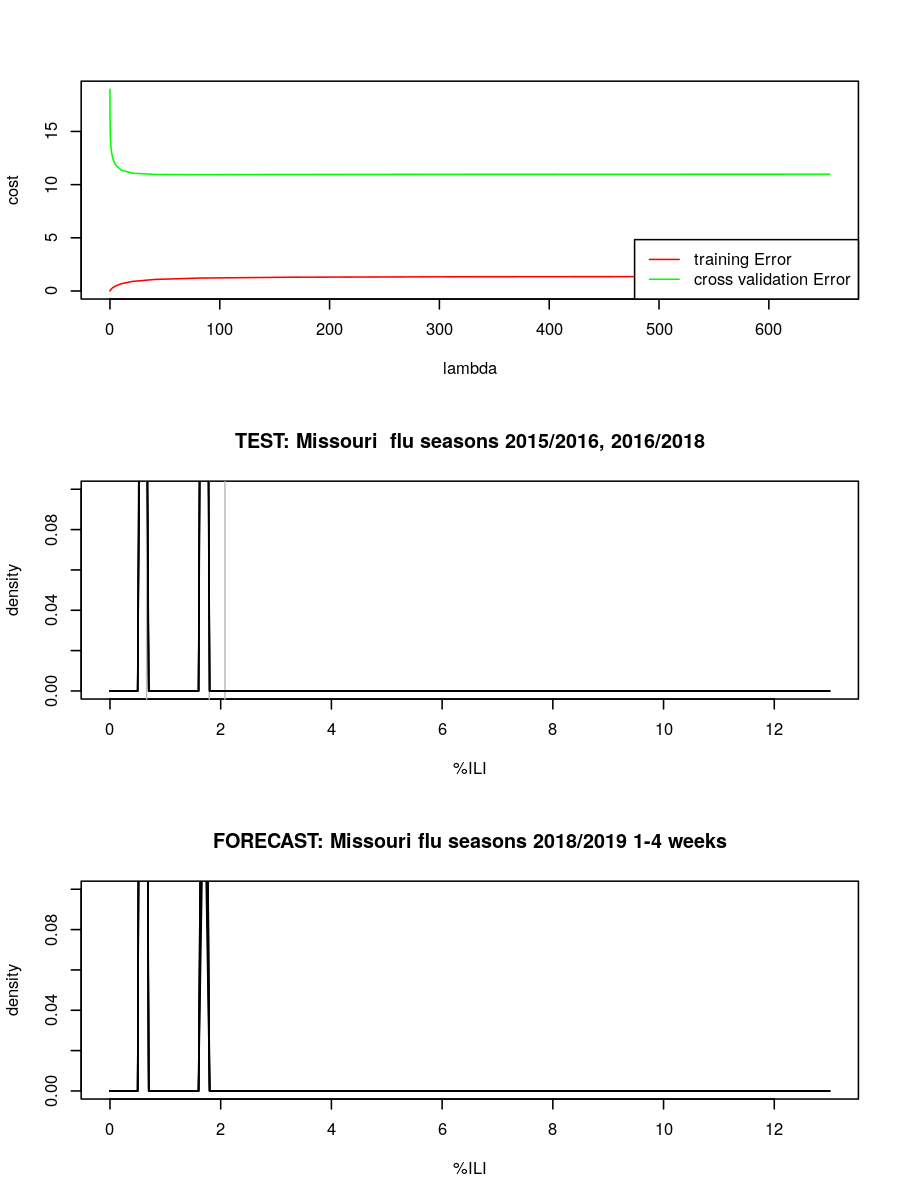 15
10
5
0
cost
training Error
cross validation Error
0 100 200 300 400 500 600
lambda
TEST: Missouri  flu seasons 2015/2016, 2016/2018
0.08
0.04
0.00
density
0 2 4 6 8 10 12
%ILI
FORECAST: Missouri flu seasons 2018/2019 1-4 weeks
0.08
0.04
0.00
density
0 2 4 6 8 10 12
%ILI